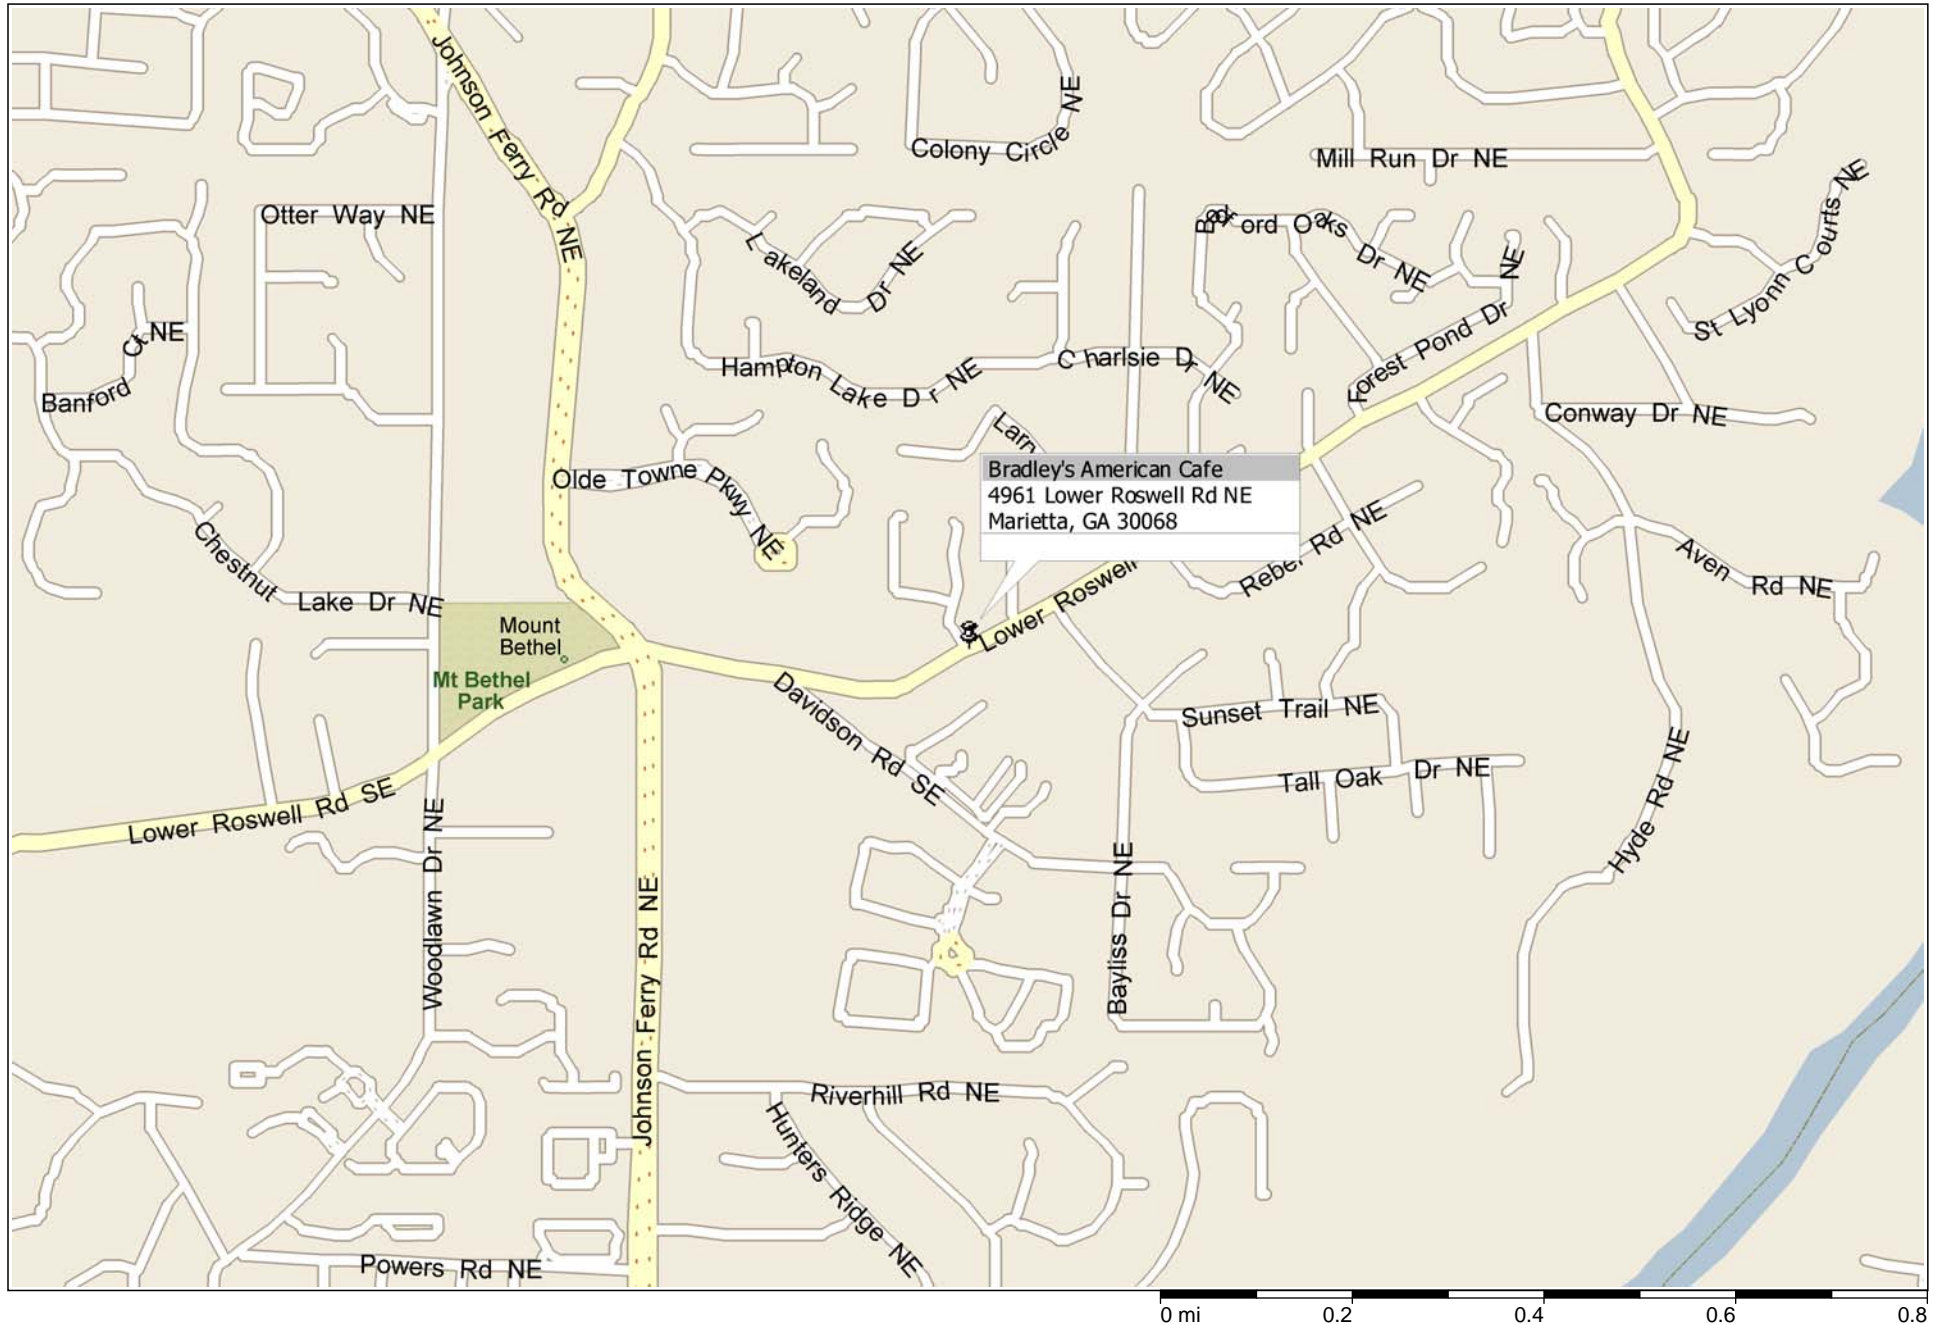 Johnson Ferry Rd NE
Colony Circle NE
Mill Run Dr NE
Otter Way NE
Lakeland Dr NE
Dr NE
NE
St Lyonn Courts NE
Banford Ct NE
Hampton Lake Dr NE
Charlsie Dr NE
Forest Pond Dr
Conway Dr NE
Olde Towne Pkwy NE
Bradley's American Cafe
4961 Lower Roswell Rd NE
Marietta, GA 30068
Rebel Rd NE
Aven Rd NE
Chestnut Lake Dr NE
Mount
Bethel
Mt Bethel
Park
Lower Roswell
Davidson Rd SE
Sunset Trail NE
Tall Oak Dr NE
Hyde Rd NE
Lower Roswell Rd SE
Woodlawn Dr NE
Johnson Ferry Rd NE
Bayliss Dr NE
Riverhill Rd NE
Hunters Ridge NE
Powers Rd NE
0 mi 0.2 0.4 0.6 0.8